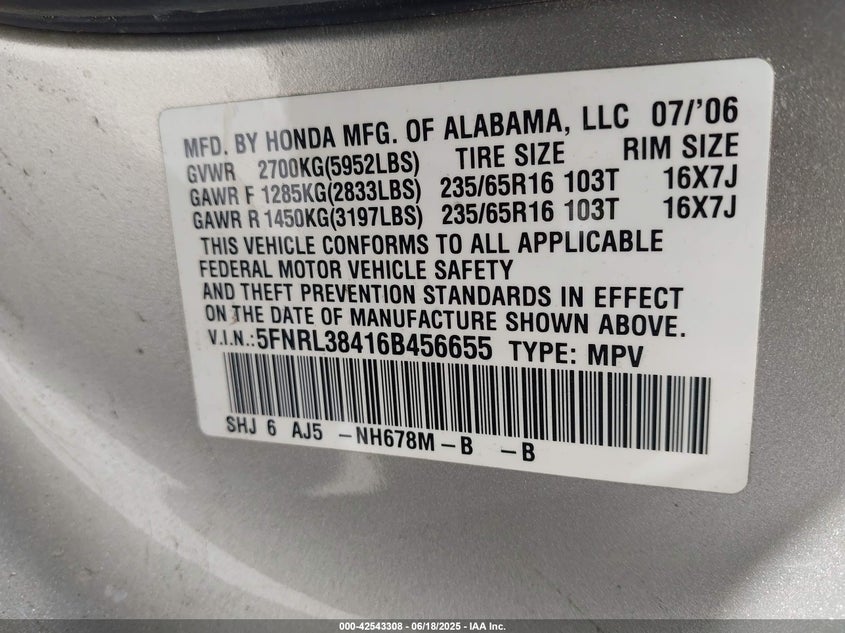 MFD. BY HONDA MFG. OF ALABAMA, LLC 07/'06
GVWR 2700KG(5952LBS) TIRE SIZE RIM SIZE
GAWR F 1285KG(2833LBS) 235/65R16 103T 16X7J
GAWR R 1450KG(3197LBS) 235/65R16 103T 16X7J
THIS VEHICLE CONFORMS TO ALL APPLICABLE
FEDERAL MOTOR VEHICLE SAFETY
AND THEFT PREVENTION STANDARDS IN EFFECT
ON THE DATE OF MANUFACTURE SHOWN ABOVE.
V.I.N.:5FNRL38416B456655 TYPE: MPV
SHJ 6 AJ5 -NH678M-B -B
000-42543308 - 06/18/2025 - IAA Inc.